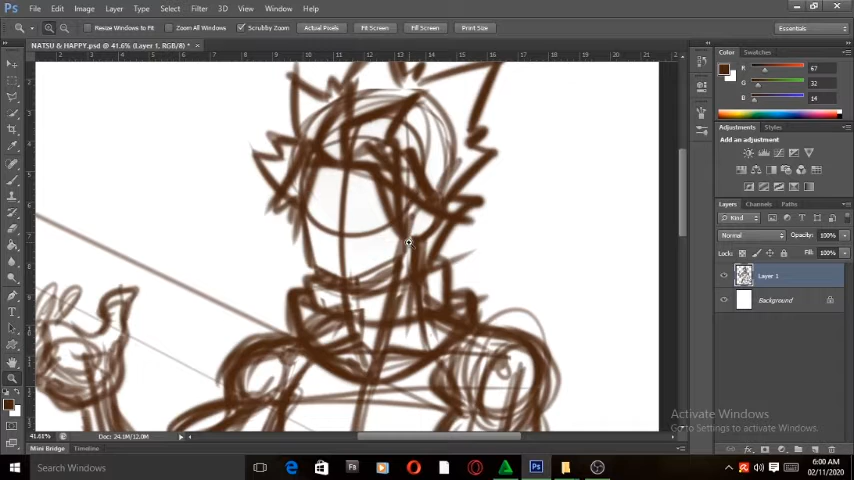 Ps File Edit Image Layer Type Select Filter 3D View Window Help
Resize Windows to Fit Zoom All Windows Scrubby Zoom Actual Pixels Fit Screen Fill Screen Print Size Essentials
NATSU & HAPPY.psd @ 41.6% (Layer 1, RGB/8) * ×
Color Swatches
R 67
G 32
B 14
Adjustments Styles
Add an adjustment
Layers Channels Paths
Kind
Normal Opacity: 100%
Lock: Fill: 100%
Layer 1
Background
Activate Windows
Go to Settings to activate Windows.
41.61% Doc: 24.1M/12.0M
Mini Bridge Timeline
Search Windows
6:00 AM
02/11/2020